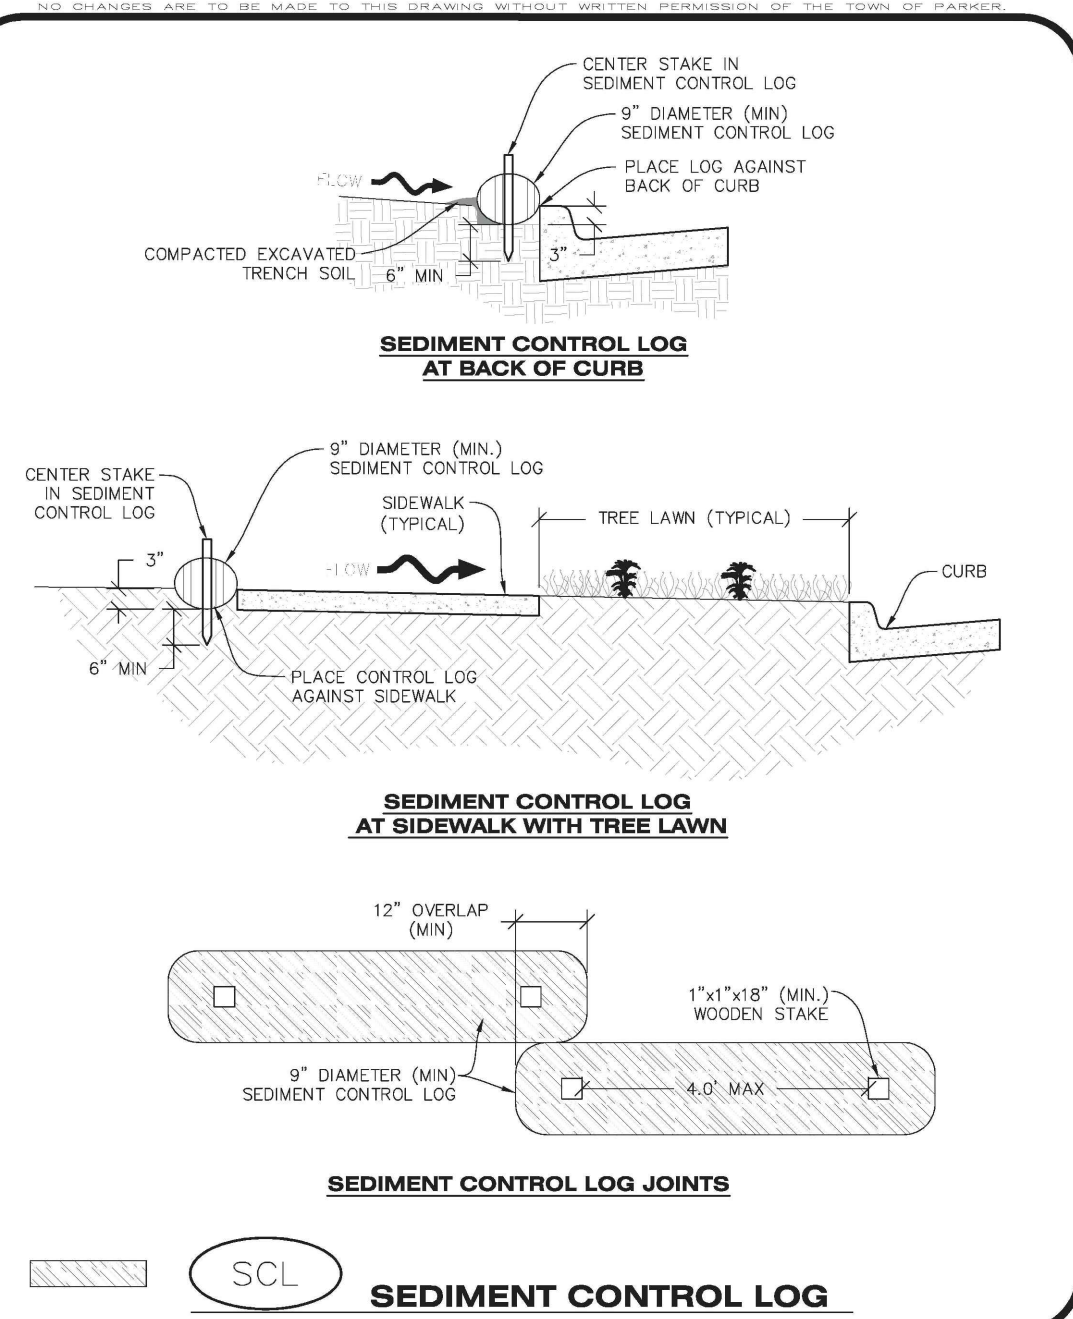 NO CHANGES ARE TO BE MADE TO THIS DRAWING WITHOUT WRITTEN PERMISSION OF THE TOWN OF PARKER.
CENTER STAKE IN
SEDIMENT CONTROL LOG
9" DIAMETER (MIN)
SEDIMENT CONTROL LOG
PLACE LOG AGAINST
BACK OF CURB
FLOW
COMPACTED EXCAVATED
TRENCH SOIL
6" MIN
3"
SEDIMENT CONTROL LOG
AT BACK OF CURB
9" DIAMETER (MIN.)
SEDIMENT CONTROL LOG
CENTER STAKE
IN SEDIMENT
CONTROL LOG
SIDEWALK
(TYPICAL)
TREE LAWN (TYPICAL)
3"
FLOW
CURB
6" MIN
PLACE CONTROL LOG
AGAINST SIDEWALK
SEDIMENT CONTROL LOG
AT SIDEWALK WITH TREE LAWN
12" OVERLAP
(MIN)
1"x1"x18" (MIN.)
WOODEN STAKE
9" DIAMETER (MIN)
SEDIMENT CONTROL LOG
4.0' MAX
SEDIMENT CONTROL LOG JOINTS
SCL
SEDIMENT CONTROL LOG